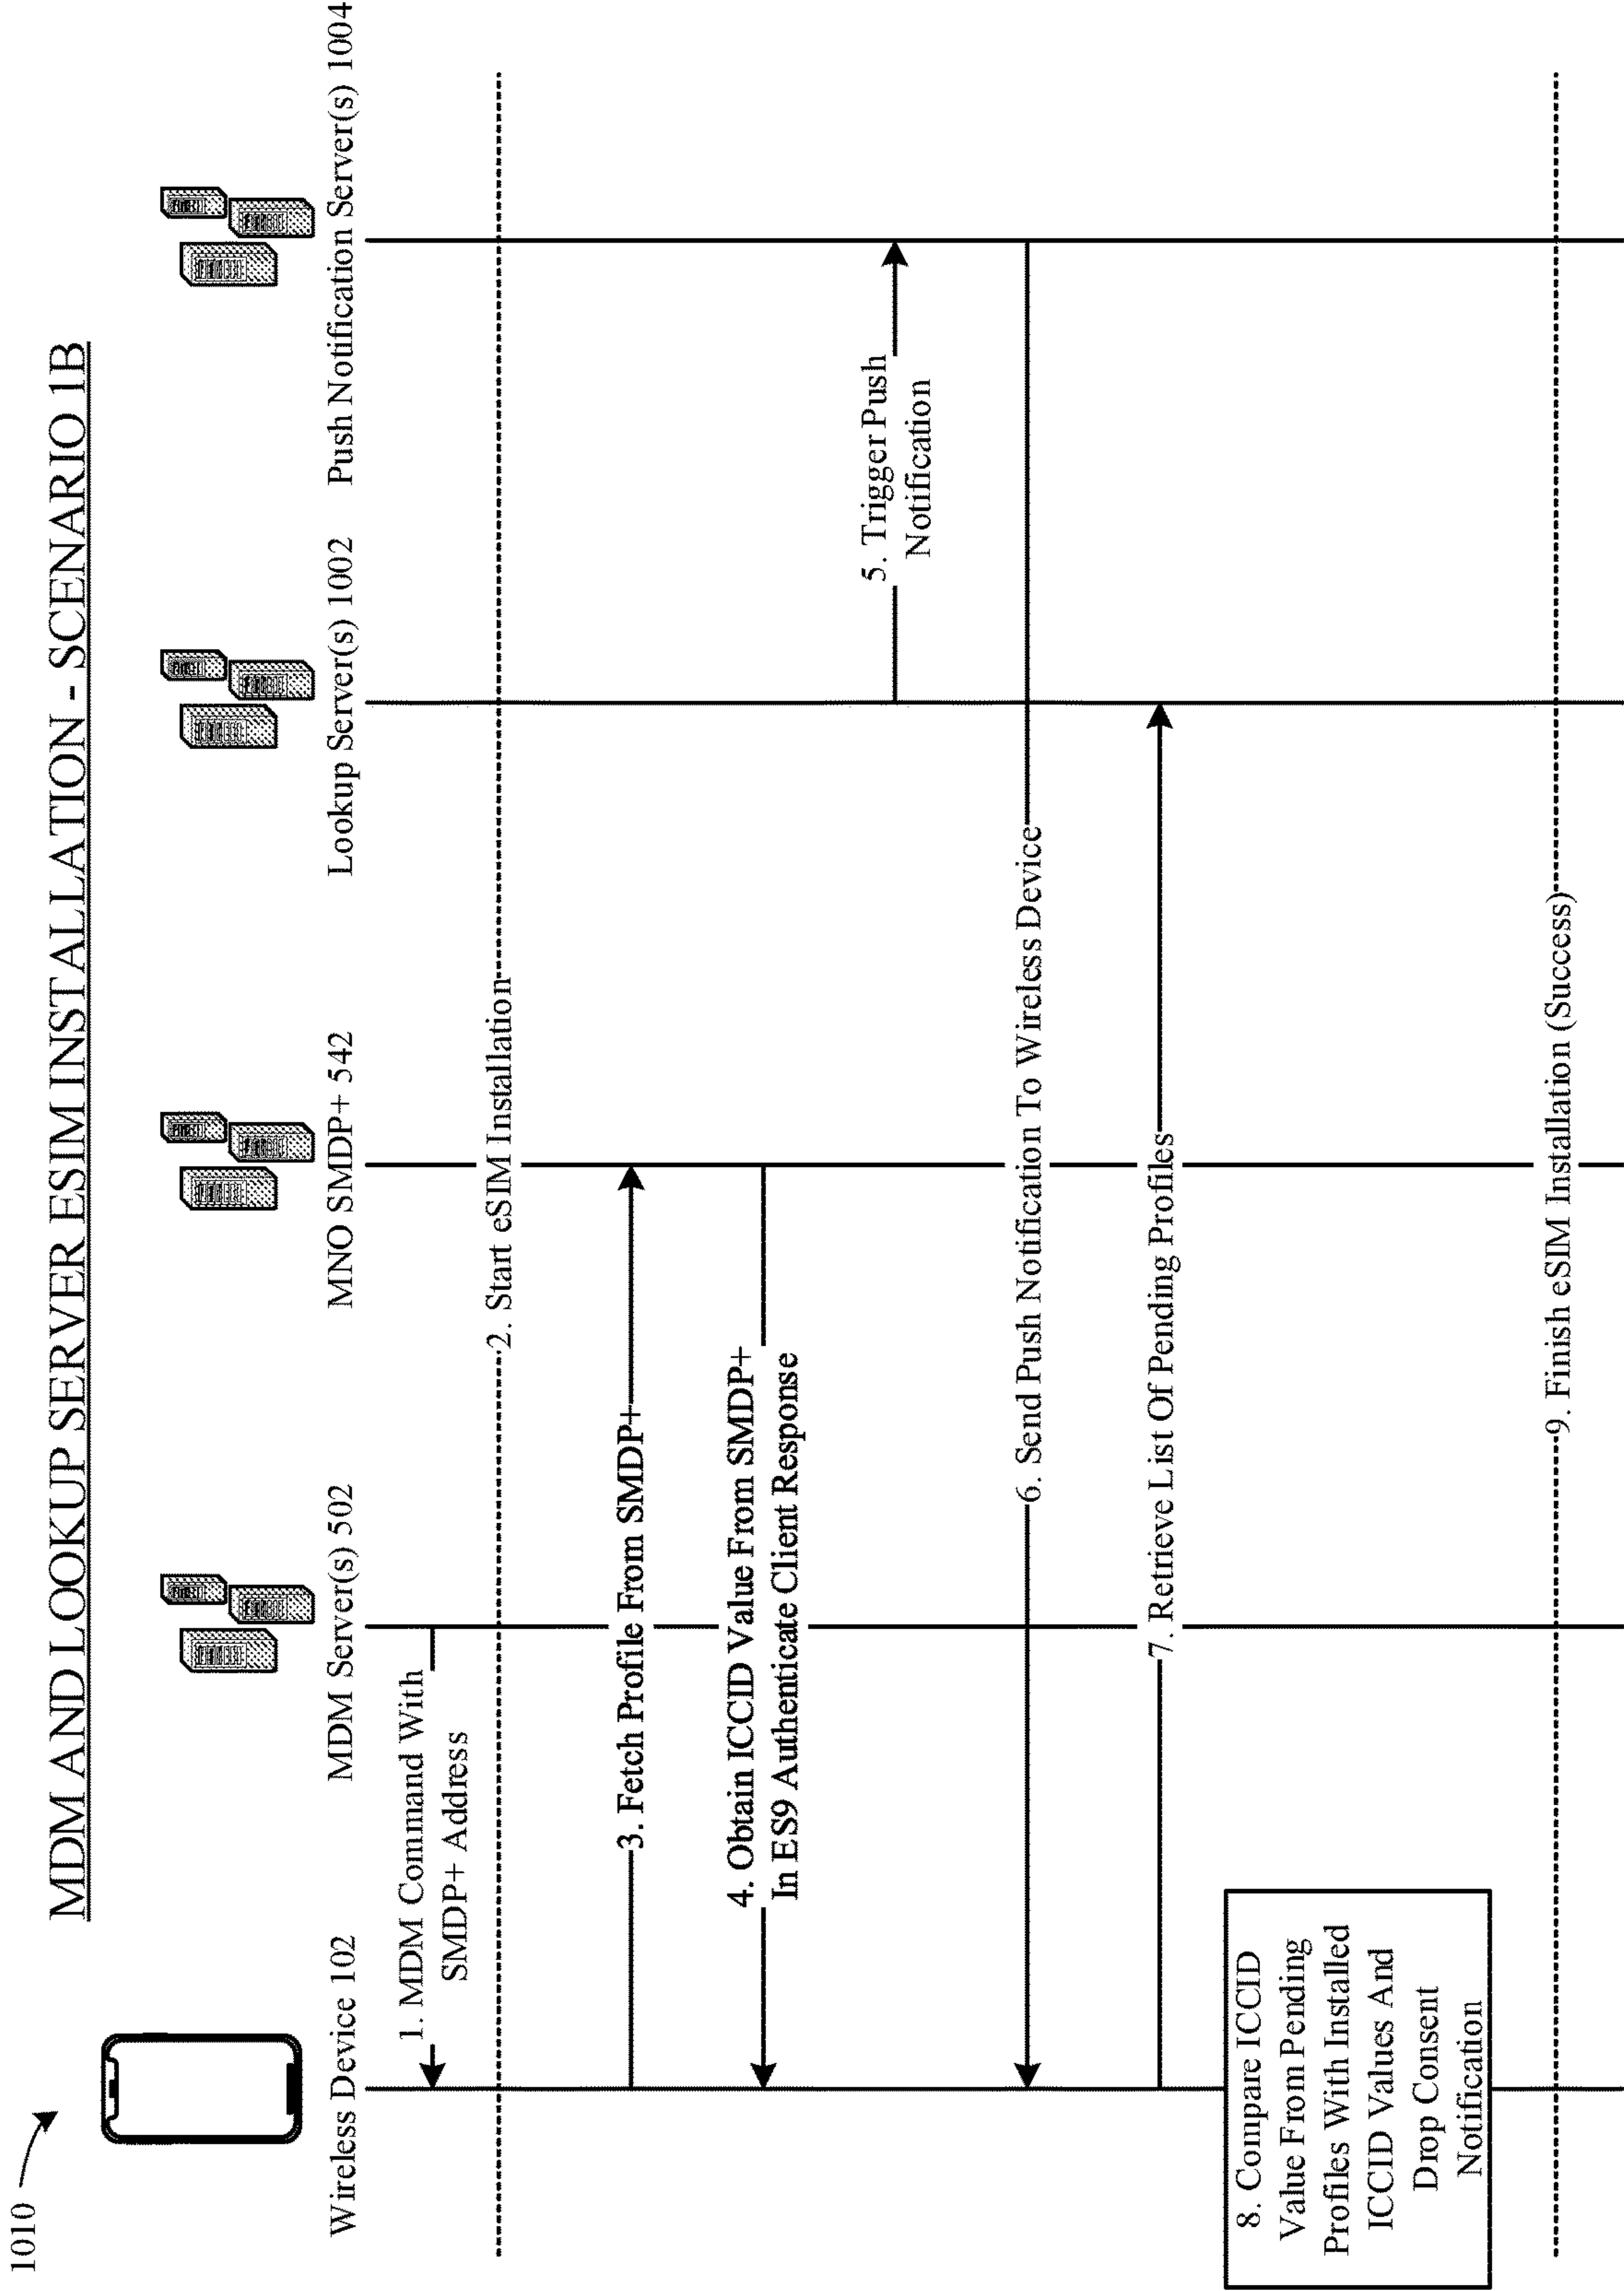 1010
MDM AND LOOKUP SERVER ESIM INSTALLATION - SCENARIO 1B
Wireless Device 102
MDM Server(s) 502
MNO SMDP+ 542
Lookup Server(s) 1002
Push Notification Server(s) 1004
1. MDM Command With
SMDP+ Address
2. Start eSIM Installation
3. Fetch Profile From SMDP+
4. Obtain ICCID Value From SMDP+
In ES9 Authenticate Client Response
5. Trigger Push
Notification
6. Send Push Notification To Wireless Device
7. Retrieve List Of Pending Profiles
8. Compare ICCID
Value From Pending
Profiles With Installed
ICCID Values And
Drop Consent
Notification
9. Finish eSIM Installation (Success)